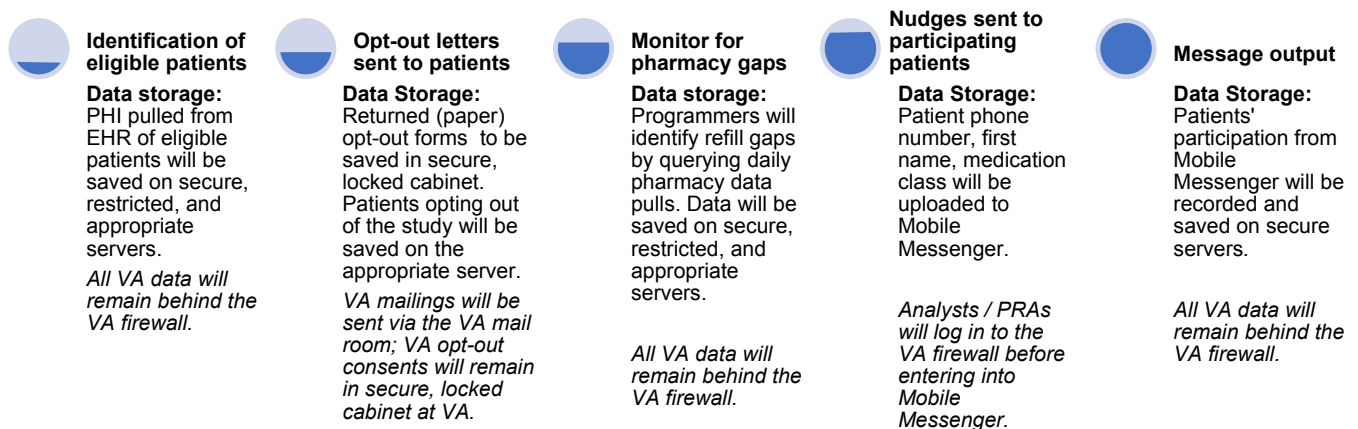 Identification of
eligible patients
Data storage:
PHI pulled from
EHR of eligible
patients will be
saved on secure,
restricted, and
appropriate
servers.
All VA data will
remain behind the
VA firewall.
Opt-out letters
sent to patients
Data Storage:
Returned (paper)
opt-out forms to be
saved in secure,
locked cabinet.
Patients opting out
of the study will be
saved on the
appropriate server.
VA mailings will be
sent via the VA mail
room; VA opt-out
consents will remain
in secure, locked
cabinet at VA.
Monitor for
pharmacy gaps
Data storage:
Programmers will
identify refill gaps
by querying daily
pharmacy data
pulls. Data will be
saved on secure,
restricted, and
appropriate
servers.
All VA data will
remain behind the
VA firewall.
Nudges sent to
participating
patients
Data Storage:
Patient phone
number, first
name, medication
class will be
uploaded to
Mobile
Messenger.
Analysts / PRAs
will log in to the
VA firewall before
entering into
Mobile
Messenger.
Message output
Data Storage:
Patients'
participation from
Mobile
Messenger will be
recorded and
saved on secure
servers.
All VA data will
remain behind the
VA firewall.